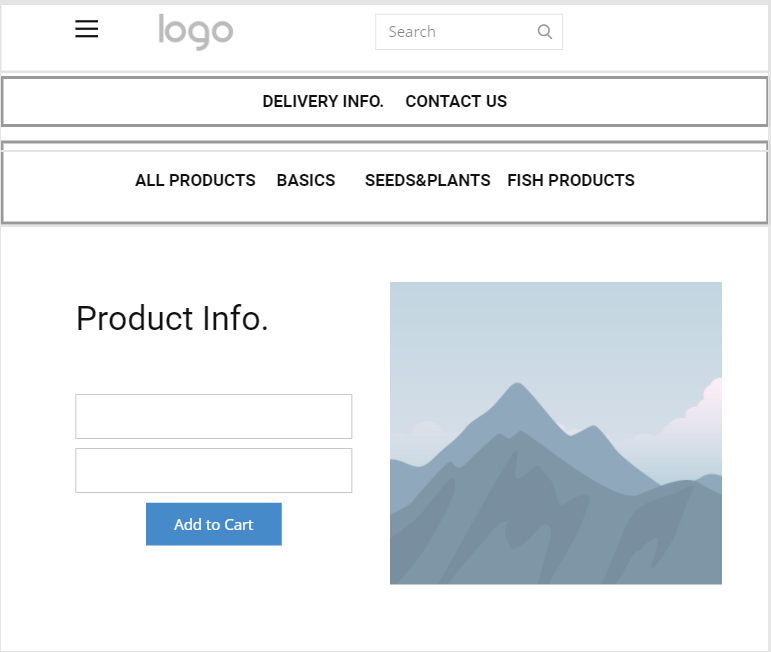 logo
Search
DELIVERY INFO. CONTACT US
ALL PRODUCTS BASICS SEEDS&PLANTS FISH PRODUCTS
Product Info.
Add to Cart